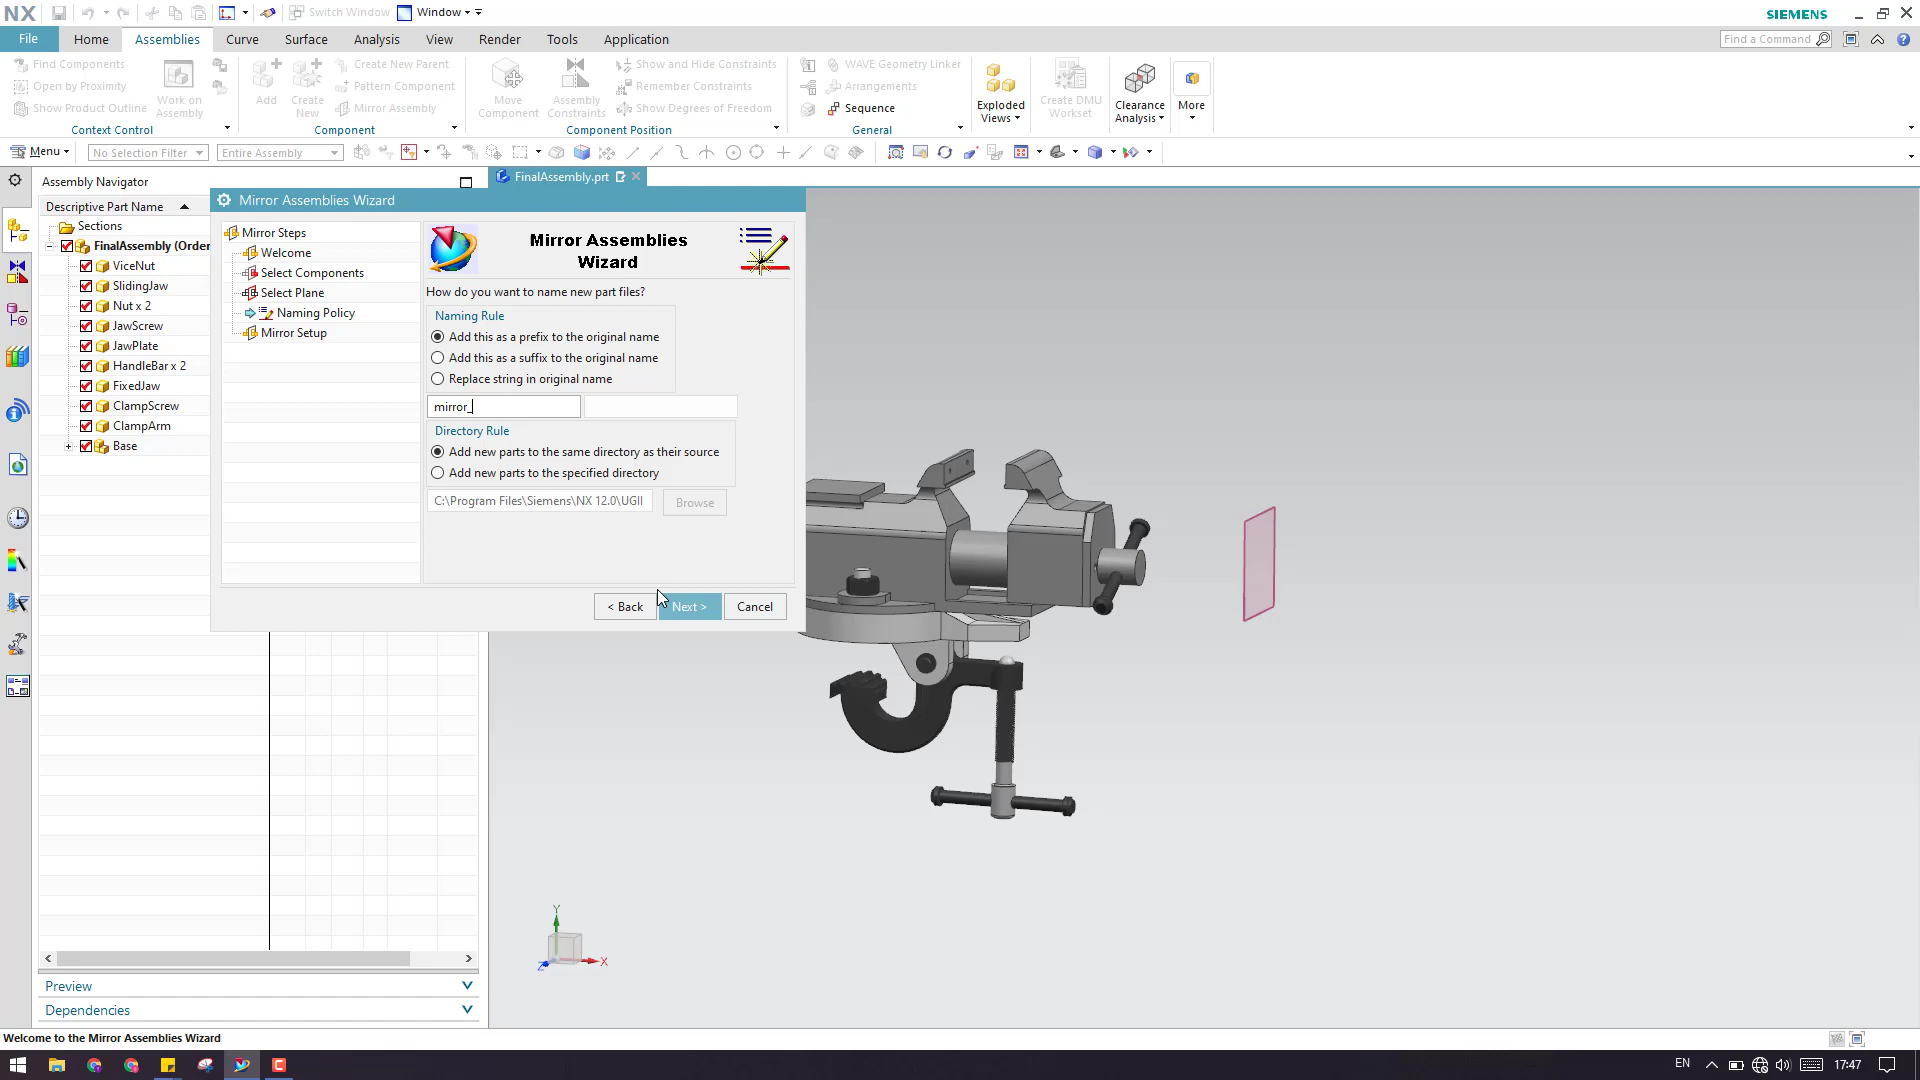 NX
Switch Window
Window
SIEMENS
File
Home
Assemblies
Curve
Surface
Analysis
View
Render
Tools
Application
Find a Command
Find Components
Open by Proximity
Show Product Outline
Work on
Assembly
Context Control
Add
Create
New
Create New Parent
Pattern Component
Mirror Assembly
Component
Move
Component
Assembly
Constraints
Show and Hide Constraints
Remember Constraints
Show Degrees of Freedom
Component Position
WAVE Geometry Linker
Arrangements
Sequence
General
Exploded
Views
Create DMU
Workset
Clearance
Analysis
More
Menu
No Selection Filter
Entire Assembly
Assembly Navigator
FinalAssembly.prt
Descriptive Part Name
Sections
FinalAssembly (Order
ViceNut
SlidingJaw
Nut x 2
JawScrew
JawPlate
HandleBar x 2
FixedJaw
ClampScrew
ClampArm
Base
Mirror Assemblies Wizard
Mirror Steps
Welcome
Select Components
Select Plane
Naming Policy
Mirror Setup
Mirror Assemblies
Wizard
How do you want to name new part files?
Naming Rule
Add this as a prefix to the original name
Add this as a suffix to the original name
Replace string in original name
mirror_
Directory Rule
Add new parts to the same directory as their source
Add new parts to the specified directory
C:\Program Files\Siemens\NX 12.0\UGII
Browse
< Back
Next >
Cancel
Y
X
Z
Preview
Dependencies
Welcome to the Mirror Assemblies Wizard
EN
17:47